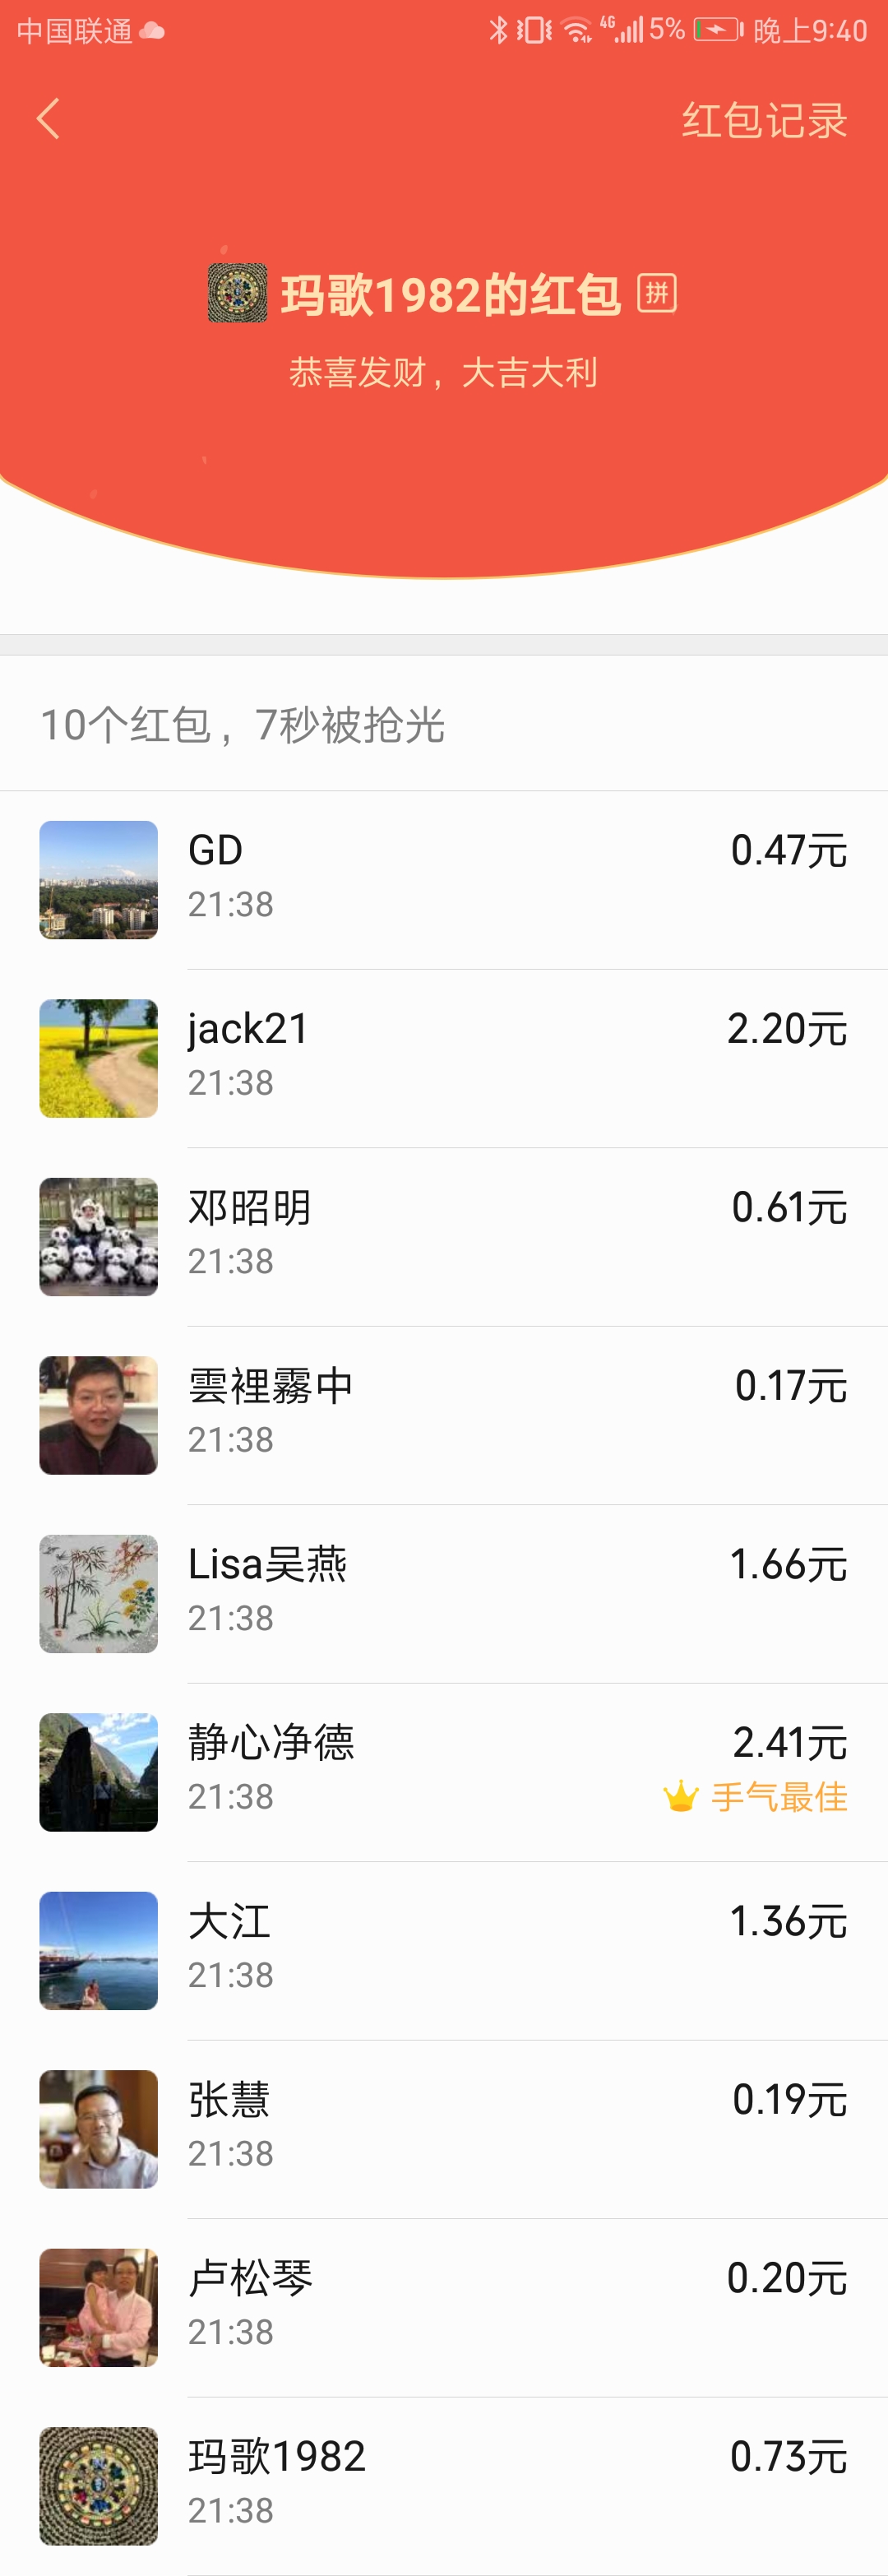 中国联通 4G 5% 晚上9:40
红包记录
玛歌1982的红包 拼
恭喜发财，大吉大利
10个红包，7秒被抢光
GD 0.47元
21:38
jack21 2.20元
21:38
邓昭明 0.61元
21:38
雲裡霧中 0.17元
21:38
Lisa吴燕 1.66元
21:38
静心净德 2.41元
21:38 手气最佳
大江 1.36元
21:38
张慧 0.19元
21:38
卢松琴 0.20元
21:38
玛歌1982 0.73元
21:38